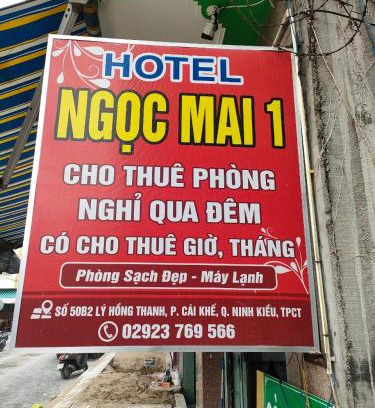 HOTEL
NGỌC MAI 1
CHO THUÊ PHÒNG
NGHỈ QUA ĐÊM
CÓ CHO THUÊ GIỜ, THÁNG
Phòng Sạch Đẹp - Máy Lạnh
SỐ 50B2 LÝ HỒNG THANH, P. CÁI KHẾ, Q. NINH KIỀU, TPCT
02923 769 566